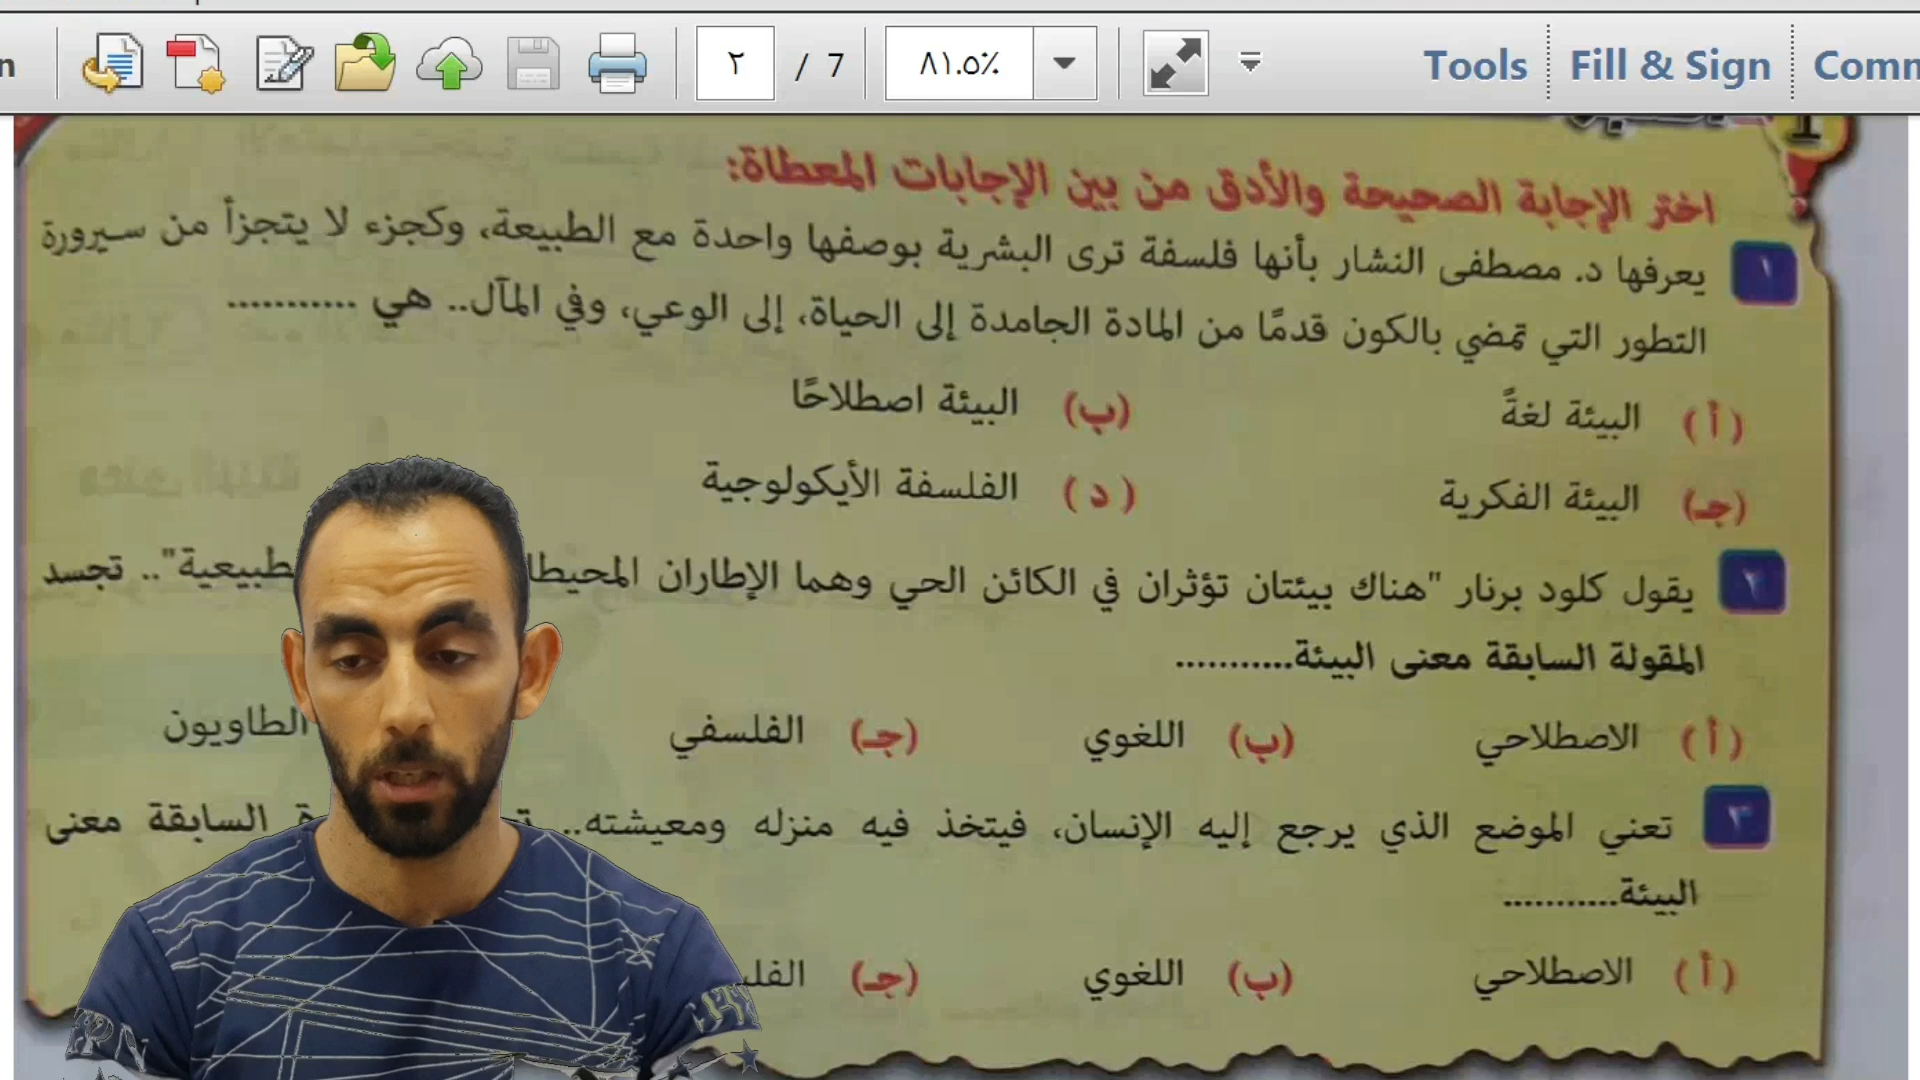 ٢ / 7 ٨١.٥٪ Tools Fill & Sign
اختر الإجابة الصحيحة والأدق من بين الإجابات المعطاة:
١ يعرفها د. مصطفى النشار بأنها فلسفة ترى البشرية بوصفها واحدة مع الطبيعة، وكجزء لا يتجزأ من سيرورة
التطور التي تمضي بالكون قدمًا من المادة الجامدة إلى الحياة، إلى الوعي، وفي المآل.. هي ...........
(أ) البيئة لغةً (ب) البيئة اصطلاحًا
(جـ) البيئة الفكرية (د) الفلسفة الأيكولوجية
٢ يقول كلود برنار "هناك بيئتان تؤثران في الكائن الحي وهما الإطاران تجسد
المقولة السابقة معنى البيئة...........
(أ) الاصطلاحي (ب) اللغوي (جـ) الفلسفي الطاويون
٣ تعني الموضع الذي يرجع إليه الإنسان، فيتخذ فيه منزله ومعيشته.. السابقة معنى
البيئة...........
(أ) الاصطلاحي (ب) اللغوي (جـ)